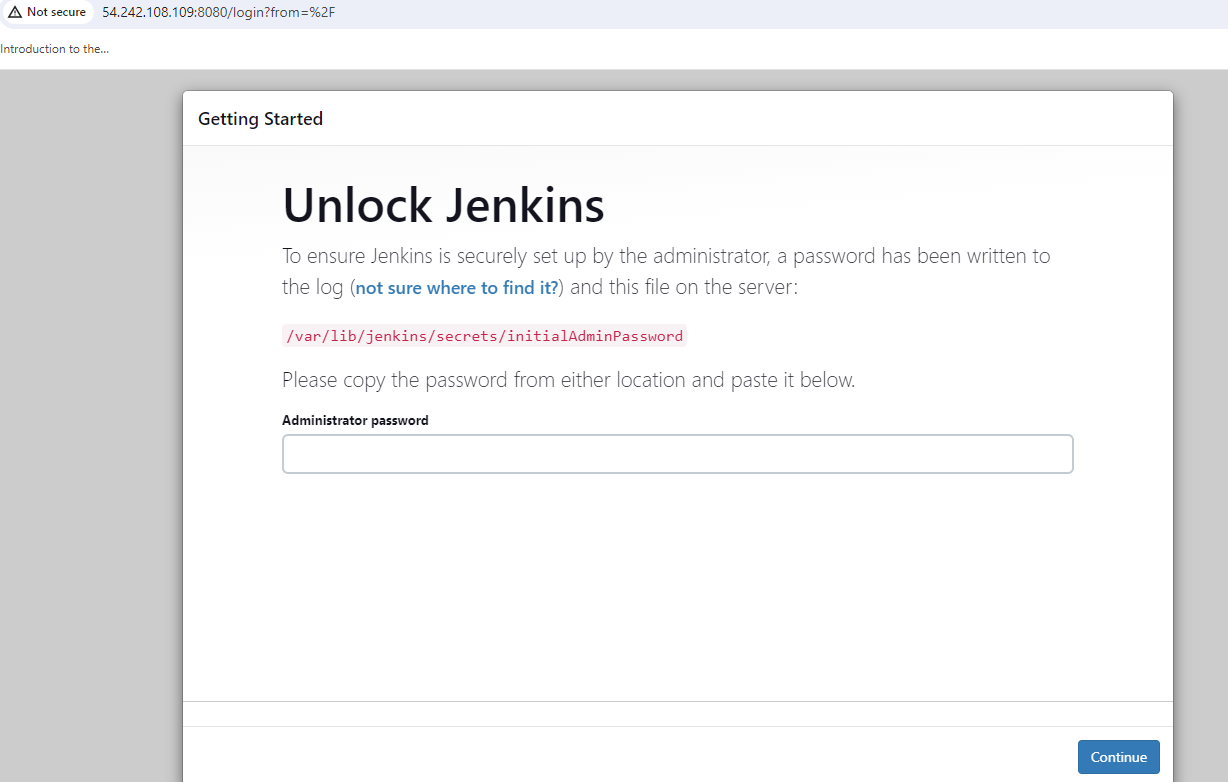 Not secure 54.242.108.109:8080/login?from=%2F
Introduction to the...
Getting Started
Unlock Jenkins
To ensure Jenkins is securely set up by the administrator, a password has been written to
the log (not sure where to find it?) and this file on the server:
/var/lib/jenkins/secrets/initialAdminPassword
Please copy the password from either location and paste it below.
Administrator password
Continue